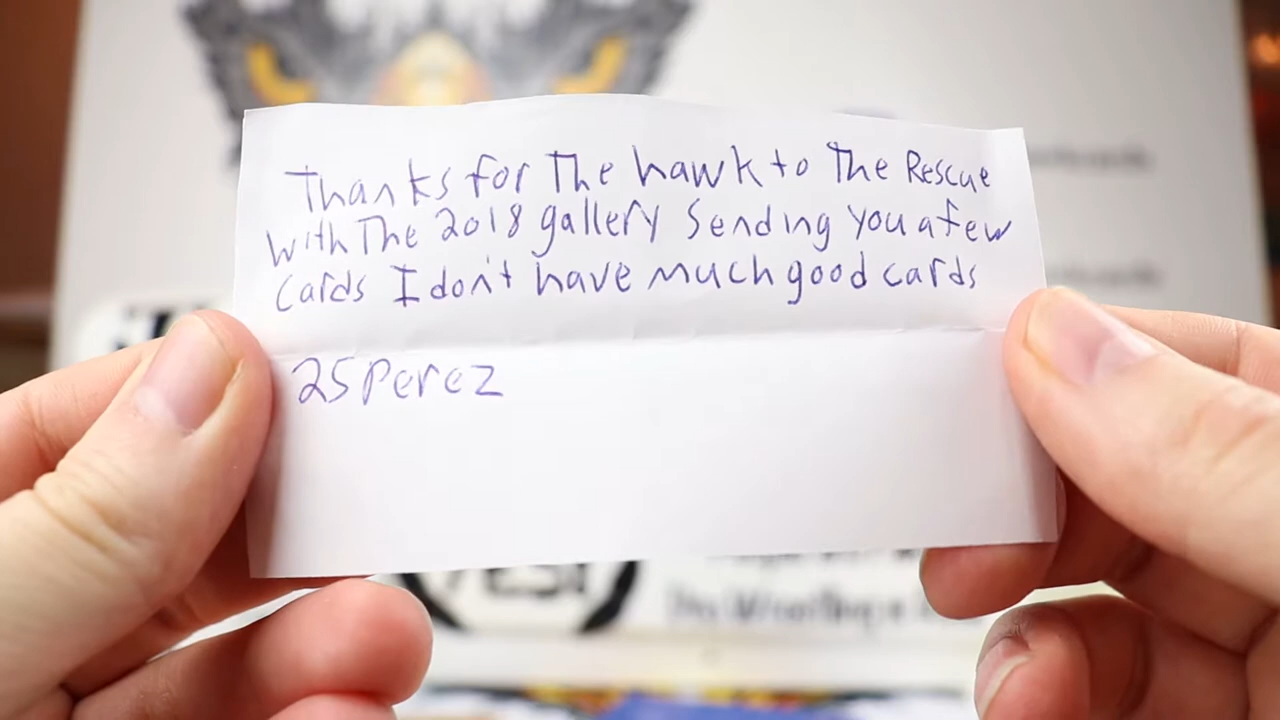 Thanks for The hawk to The Rescue
with The 2018 gallery Sending you a few
Cards I don't have much good cards
25 Perez